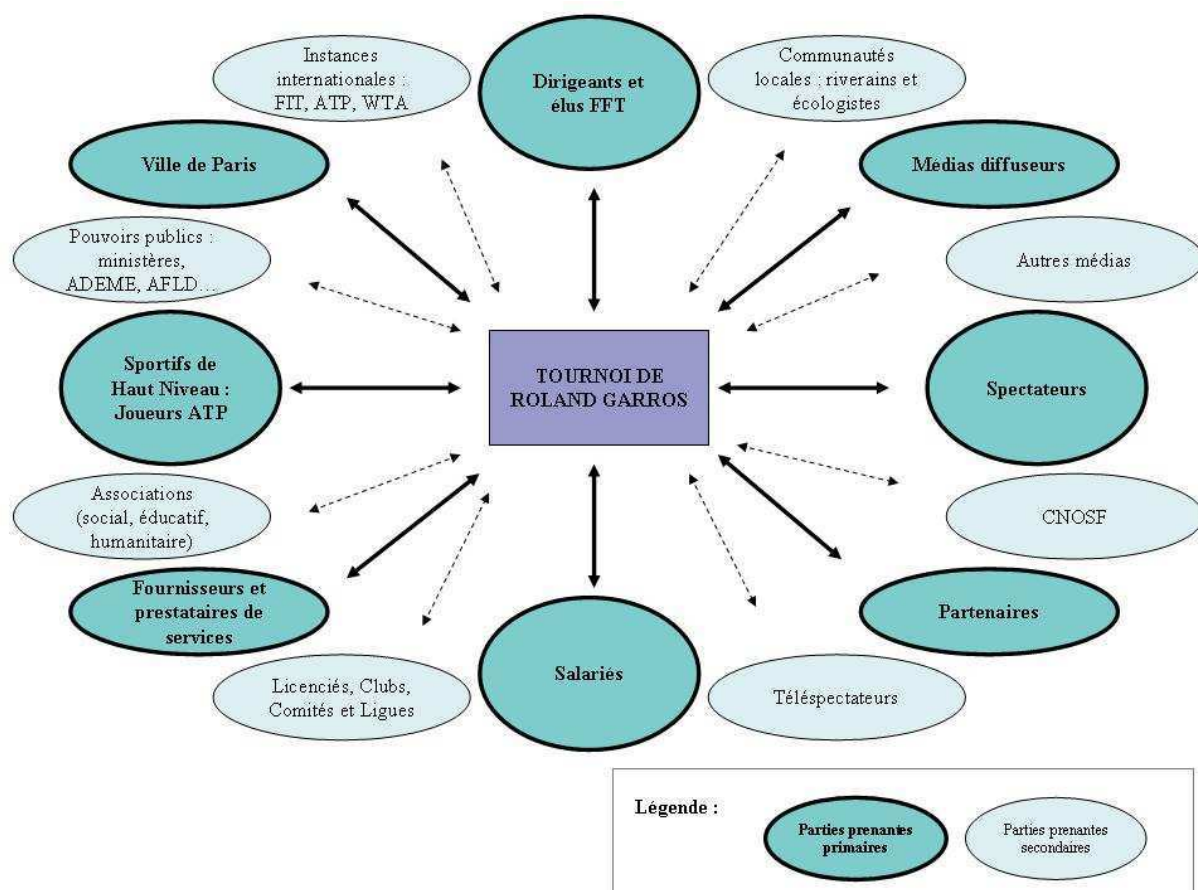 Instances
internationales :
FIT, ATP, WTA
Dirigeants et
élus FFT
Communautés
locales : riverains et
écologistes
Ville de Paris
Médias diffuseurs
Pouvoirs publics :
ministères,
ADEME, AFLD…
Autres médias
Sportifs de
Haut Niveau :
Joueurs ATP
TOURNOI DE
ROLAND GARROS
Spectateurs
Associations
(social, éducatif,
humanitaire)
CNOSF
Fournisseurs et
prestataires de
services
Partenaires
Licenciés, Clubs,
Comités et Ligues
Salariés
Téléspectateurs
Légende :
Parties prenantes
primaires
Parties prenantes
secondaires